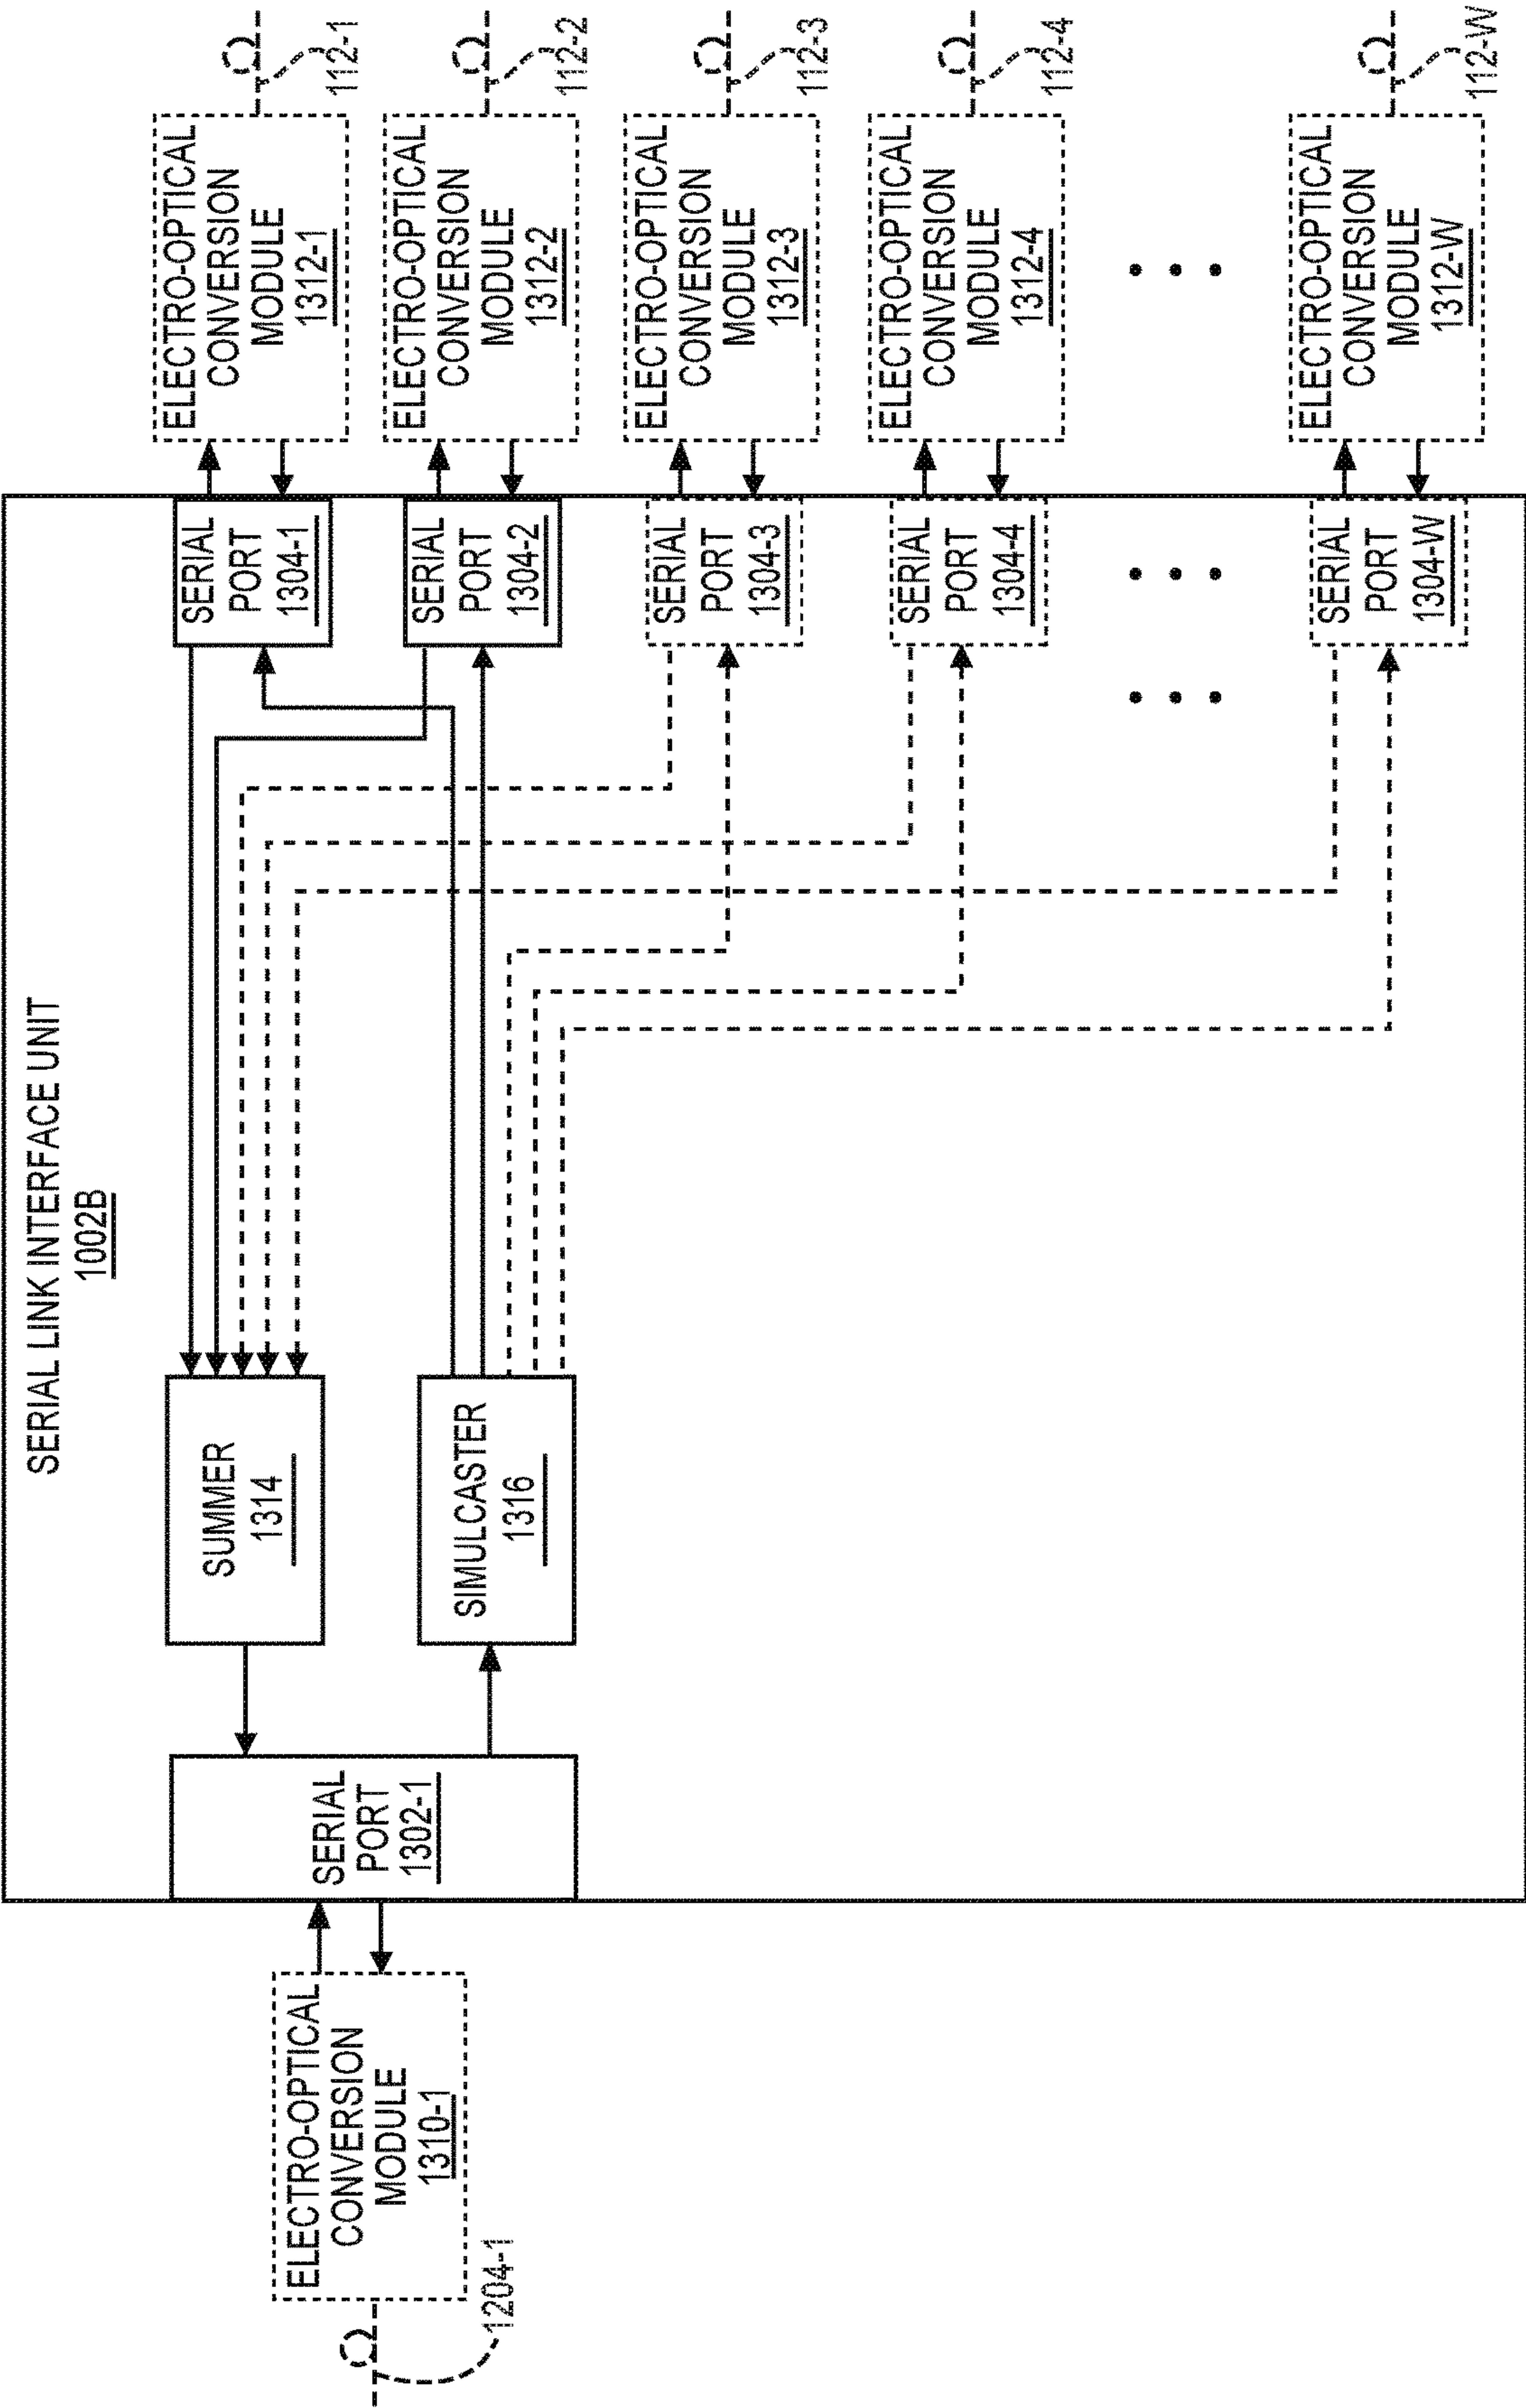 SERIAL LINK INTERFACE UNIT
1002B
ELECTRO-OPTICAL
CONVERSION
MODULE
1310-1
1204-1
SERIAL
PORT
1302-1
SUMMER
1314
SIMULCASTER
1316
SERIAL
PORT
1304-1
ELECTRO-OPTICAL
CONVERSION
MODULE
1312-1
112-1
SERIAL
PORT
1304-2
ELECTRO-OPTICAL
CONVERSION
MODULE
1312-2
112-2
SERIAL
PORT
1304-3
ELECTRO-OPTICAL
CONVERSION
MODULE
1312-3
112-3
SERIAL
PORT
1304-4
ELECTRO-OPTICAL
CONVERSION
MODULE
1312-4
112-4
SERIAL
PORT
1304-W
ELECTRO-OPTICAL
CONVERSION
MODULE
1312-W
112-W